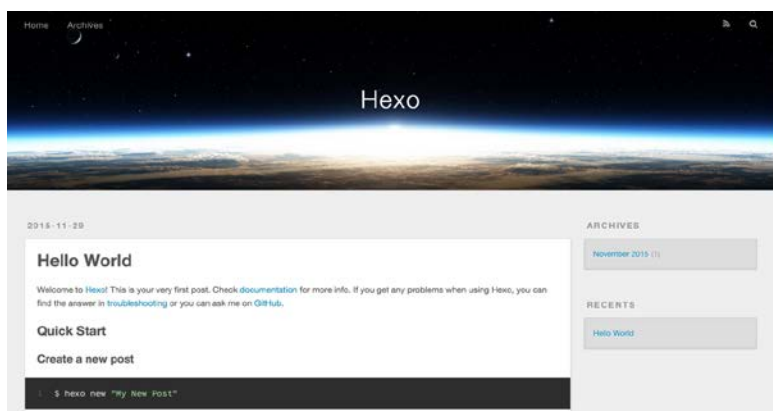 Home Archives
Hexo
2015-11-29
Hello World
Welcome to Hexo! This is your very first post. Check documentation for more info. If you get any problems when using Hexo, you can
find the answer in troubleshooting or you can ask me on GitHub.
Quick Start
Create a new post
1 $ hexo new "My New Post"
ARCHIVES
November 2015 (1)
RECENTS
Hello World